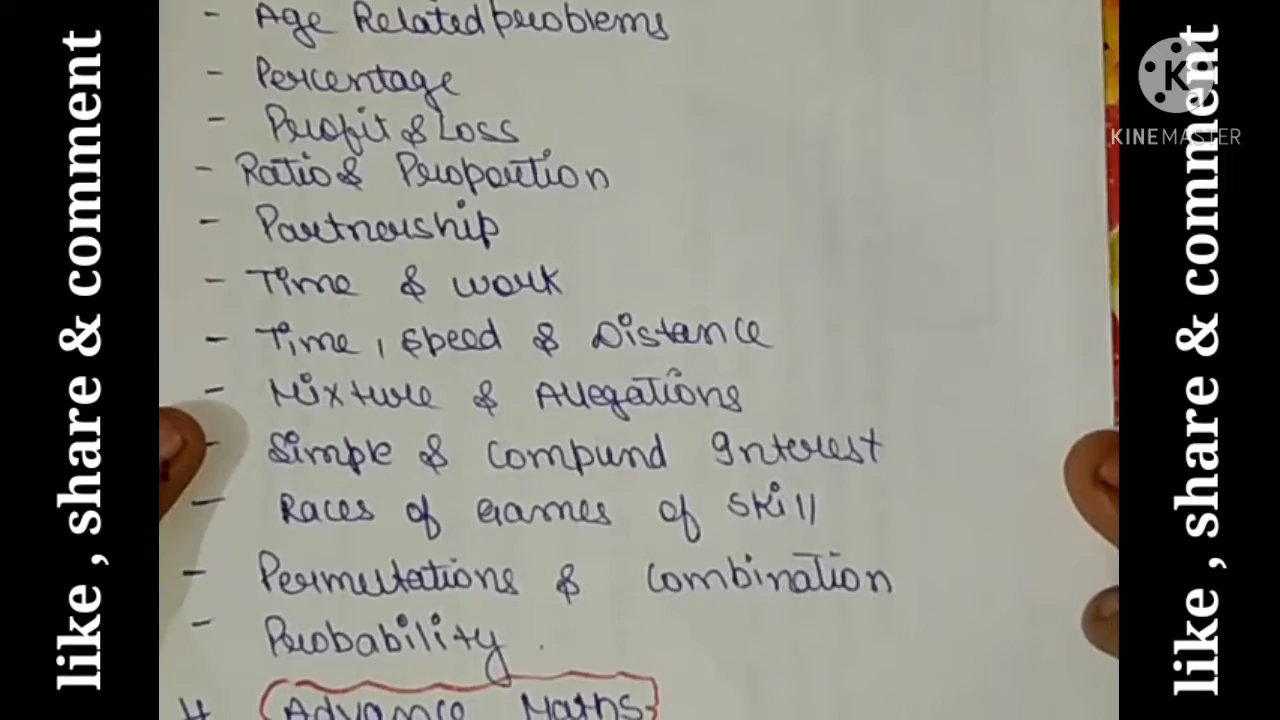 like , share & comment
- Age Related problems
- Percentage
- Profit & Loss
- Ratio & Proportion
- Partnership
- Time & work
- Time, Speed & Distance
- Mixture & Allegations
- Simple & Compund Interest
- Races of Games of Skill
- Permutations & Combination
- Probability.
4 Advance Maths
K
KINEMASTER
like , share & comment